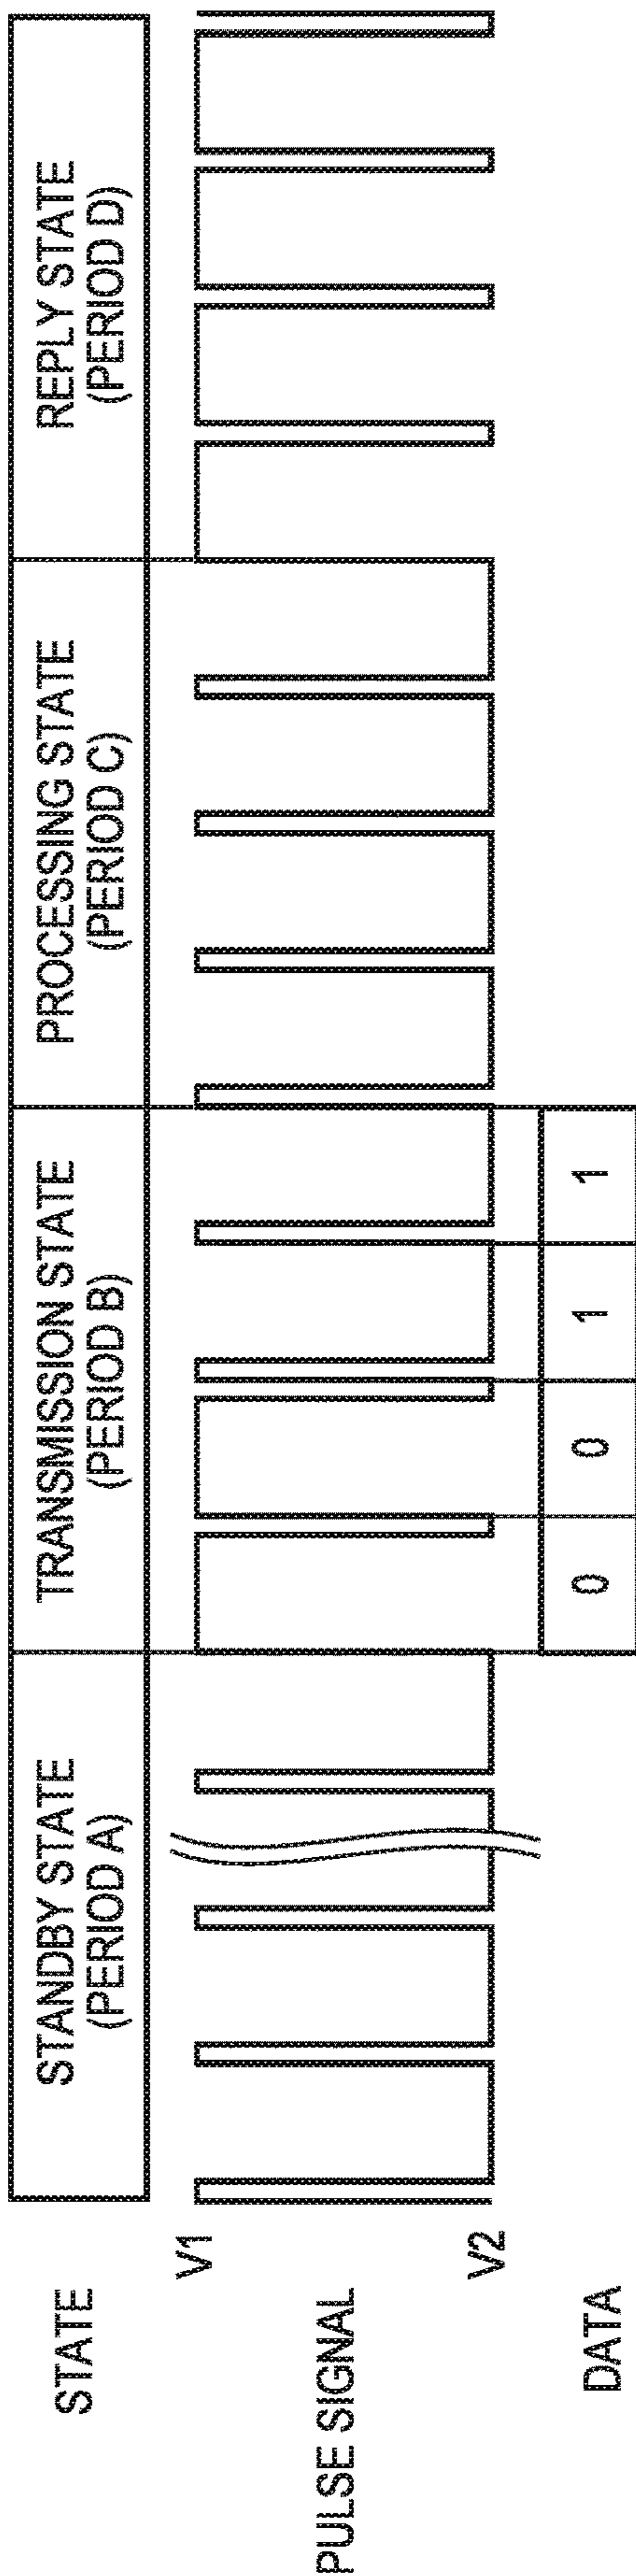 STATE
STANDBY STATE
(PERIOD A)
TRANSMISSION STATE
(PERIOD B)
PROCESSING STATE
(PERIOD C)
REPLY STATE
(PERIOD D)
V1
PULSE SIGNAL
V2
DATA
0
0
1
1